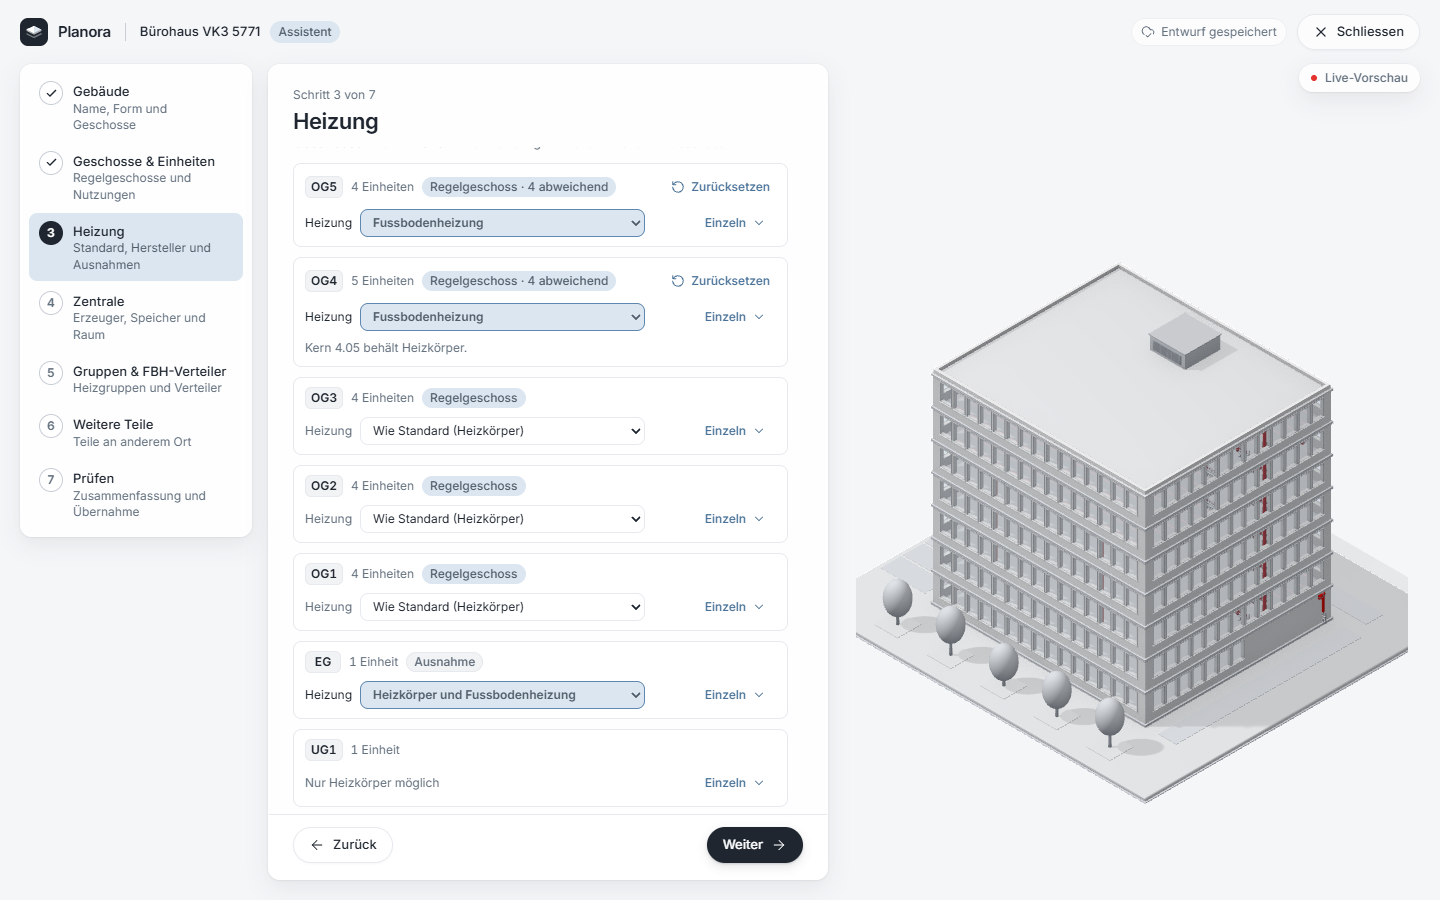 Planora
Bürohaus VK3 5771
Assistent
Entwurf gespeichert
Schliessen
Live-Vorschau
Gebäude
Name, Form und
Geschosse
Geschosse & Einheiten
Regelgeschosse und
Nutzungen
3
Heizung
Standard, Hersteller und
Ausnahmen
4
Zentrale
Erzeuger, Speicher und
Raum
5
Gruppen & FBH-Verteiler
Heizgruppen und Verteiler
6
Weitere Teile
Teile an anderem Ort
7
Prüfen
Zusammenfassung und
Übernahme
Schritt 3 von 7
Heizung
OG5 4 Einheiten Regelgeschoss · 4 abweichend Zurücksetzen
Heizung Fussbodenheizung Einzeln
OG4 5 Einheiten Regelgeschoss · 4 abweichend Zurücksetzen
Heizung Fussbodenheizung Einzeln
Kern 4.05 behält Heizkörper.
OG3 4 Einheiten Regelgeschoss
Heizung Wie Standard (Heizkörper) Einzeln
OG2 4 Einheiten Regelgeschoss
Heizung Wie Standard (Heizkörper) Einzeln
OG1 4 Einheiten Regelgeschoss
Heizung Wie Standard (Heizkörper) Einzeln
EG 1 Einheit Ausnahme
Heizung Heizkörper und Fussbodenheizung Einzeln
UG1 1 Einheit
Nur Heizkörper möglich Einzeln
Zurück
Weiter